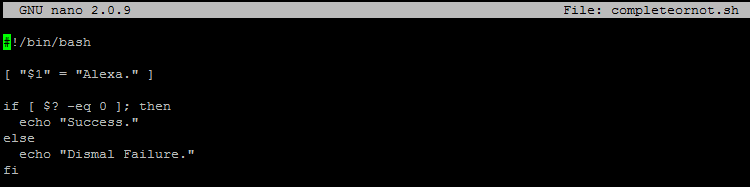 GNU nano 2.0.9 File: completeornot.sh
#!/bin/bash
[ "$1" = "Alexa." ]
if [ $? -eq 0 ]; then
echo "Success."
else
echo "Dismal Failure."
fi